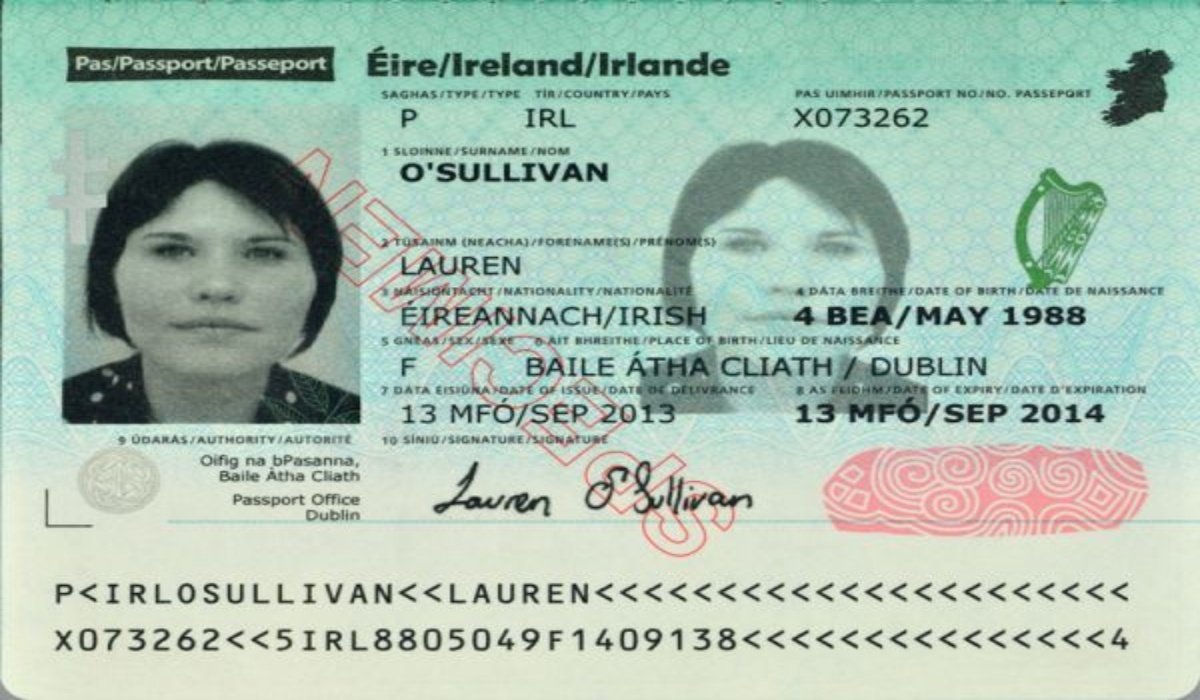 Pas/Passport/Passeport
Éire/Ireland/Irlande
SAGHAS/TYPE/TYPE TÍR/COUNTRY/PAYS PAS UIMHIR/PASSPORT NO/NO. PASSEPORT
P IRL X073262
1 SLOINNE/SURNAME/NOM
O'SULLIVAN
2 TÚSAINM (NEACHA)/FORENAME(S)/PRÉNOM(S)
LAUREN
3 NÁISIÚNTACHT/NATIONALITY/NATIONALITÉ 4 DÁTA BREITHE/DATE OF BIRTH/DATE DE NAISSANCE
ÉIREANNACH/IRISH 4 BEA/MAY 1988
5 GNÉAS/SEX/SEXE 6 ÁIT BHREITHE/PLACE OF BIRTH/LIEU DE NAISSANCE
F BAILE ÁTHA CLIATH / DUBLIN
7 DÁTA EISIÚNA/DATE OF ISSUE/DATE DE DÉLIVRANCE 8 AS FEIDHM/DATE OF EXPIRY/DATE D'EXPIRATION
13 MFÓ/SEP 2013 13 MFÓ/SEP 2014
9 ÚDARÁS/AUTHORITY/AUTORITÉ 10 SÍNIÚ/SIGNATURE/SIGNATURE
Oifig na bPasanna,
Baile Átha Cliath
Passport Office
Dublin
Lauren O'Sullivan
P<IRLOSULLIVAN<<LAUREN<<<<<<<<<<<<<<<<<<<<<<
X073262<<5IRL8805049F1409138<<<<<<<<<<<<<<<4